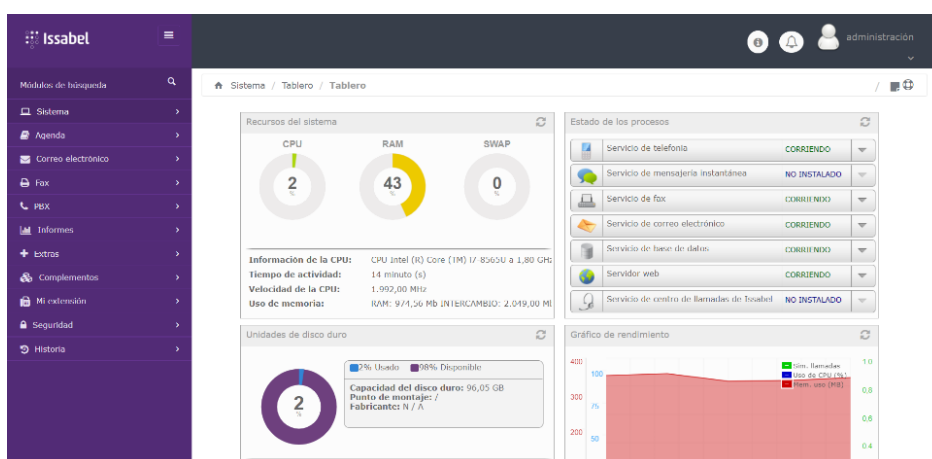 Issabel
administración
Módulos de búsqueda
Sistema / Tablero / Tablero
/
Sistema
Agenda
Correo electrónico
Fax
PBX
Informes
Extras
Complementos
Mi extensión
Seguridad
Historia
Recursos del sistema
CPU RAM SWAP
2 43 0
% % %
Información de la CPU: CPU Intel (R) Core (TM) i7-8565U a 1,80 GHz
Tiempo de actividad: 14 minuto (s)
Velocidad de la CPU: 1.992,00 MHz
Uso de memoria: RAM: 974,56 Mb INTERCAMBIO: 2.049,00 Mb
Estado de los procesos
Servicio de telefonía CORRIENDO
Servicio de mensajería instantánea NO INSTALADO
Servicio de fax CORRIENDO
Servicio de correo electrónico CORRIENDO
Servicio de base de datos CORRIENDO
Servidor web CORRIENDO
Servicio de centro de llamadas de Issabel NO INSTALADO
Unidades de disco duro
2
%
2% Usado 98% Disponible
Capacidad del disco duro: 96,05 GB
Punto de montaje: /
Fabricante: N / A
Gráfico de rendimiento
Sim. llamadas
Uso de CPU (%)
Mem. uso (MB)
400 100 1.0
300 75 0,8
0,6
200 50 0.4